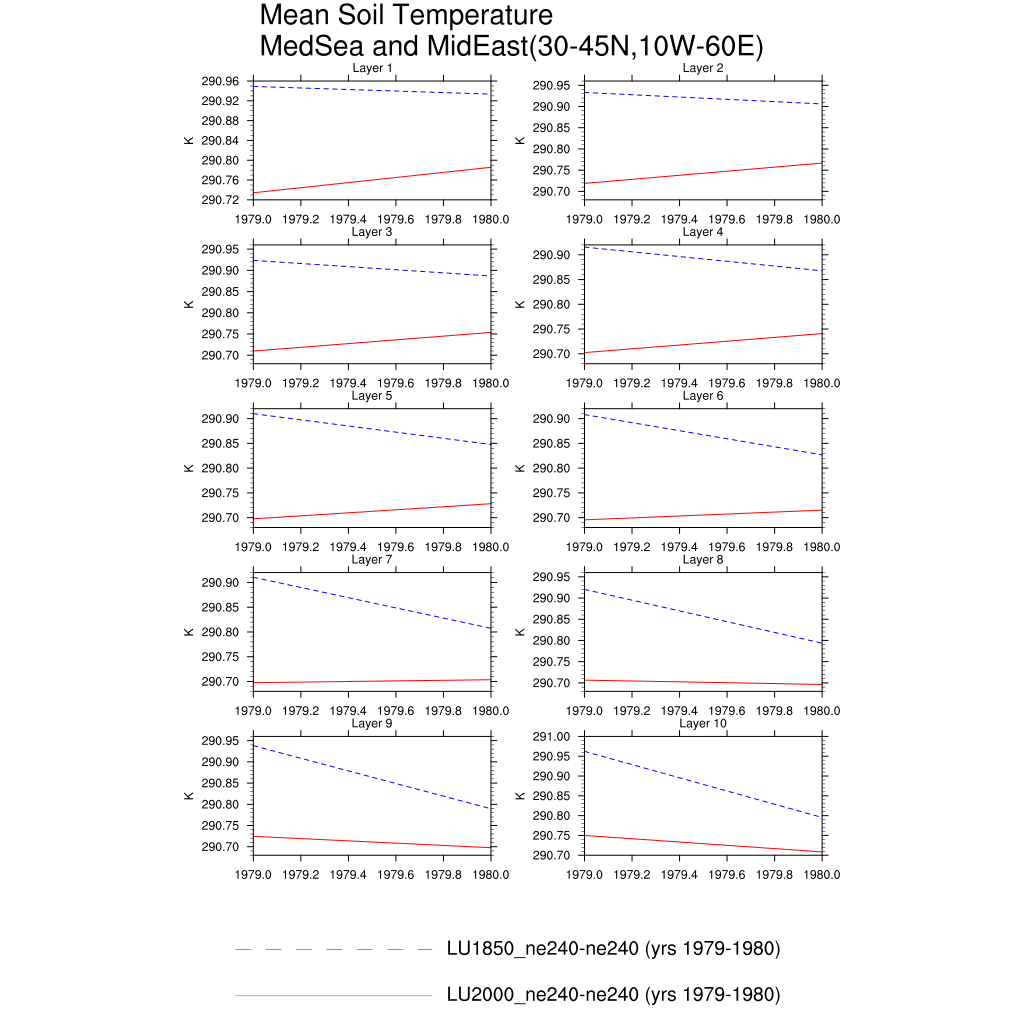 Mean Soil Temperature
MedSea and MidEast(30-45N,10W-60E)
Layer 1
290.96
290.92
290.88
290.84
290.80
290.76
290.72
K
1979.0 1979.2 1979.4 1979.6 1979.8 1980.0
Layer 2
290.95
290.90
290.85
290.80
290.75
290.70
K
1979.0 1979.2 1979.4 1979.6 1979.8 1980.0
Layer 3
290.95
290.90
290.85
290.80
290.75
290.70
K
1979.0 1979.2 1979.4 1979.6 1979.8 1980.0
Layer 4
290.90
290.85
290.80
290.75
290.70
K
1979.0 1979.2 1979.4 1979.6 1979.8 1980.0
Layer 5
290.90
290.85
290.80
290.75
290.70
K
1979.0 1979.2 1979.4 1979.6 1979.8 1980.0
Layer 6
290.90
290.85
290.80
290.75
290.70
K
1979.0 1979.2 1979.4 1979.6 1979.8 1980.0
Layer 7
290.90
290.85
290.80
290.75
290.70
K
1979.0 1979.2 1979.4 1979.6 1979.8 1980.0
Layer 8
290.95
290.90
290.85
290.80
290.75
290.70
K
1979.0 1979.2 1979.4 1979.6 1979.8 1980.0
Layer 9
290.95
290.90
290.85
290.80
290.75
290.70
K
1979.0 1979.2 1979.4 1979.6 1979.8 1980.0
Layer 10
291.00
290.95
290.90
290.85
290.80
290.75
290.70
K
1979.0 1979.2 1979.4 1979.6 1979.8 1980.0
LU1850_ne240-ne240 (yrs 1979-1980)
LU2000_ne240-ne240 (yrs 1979-1980)